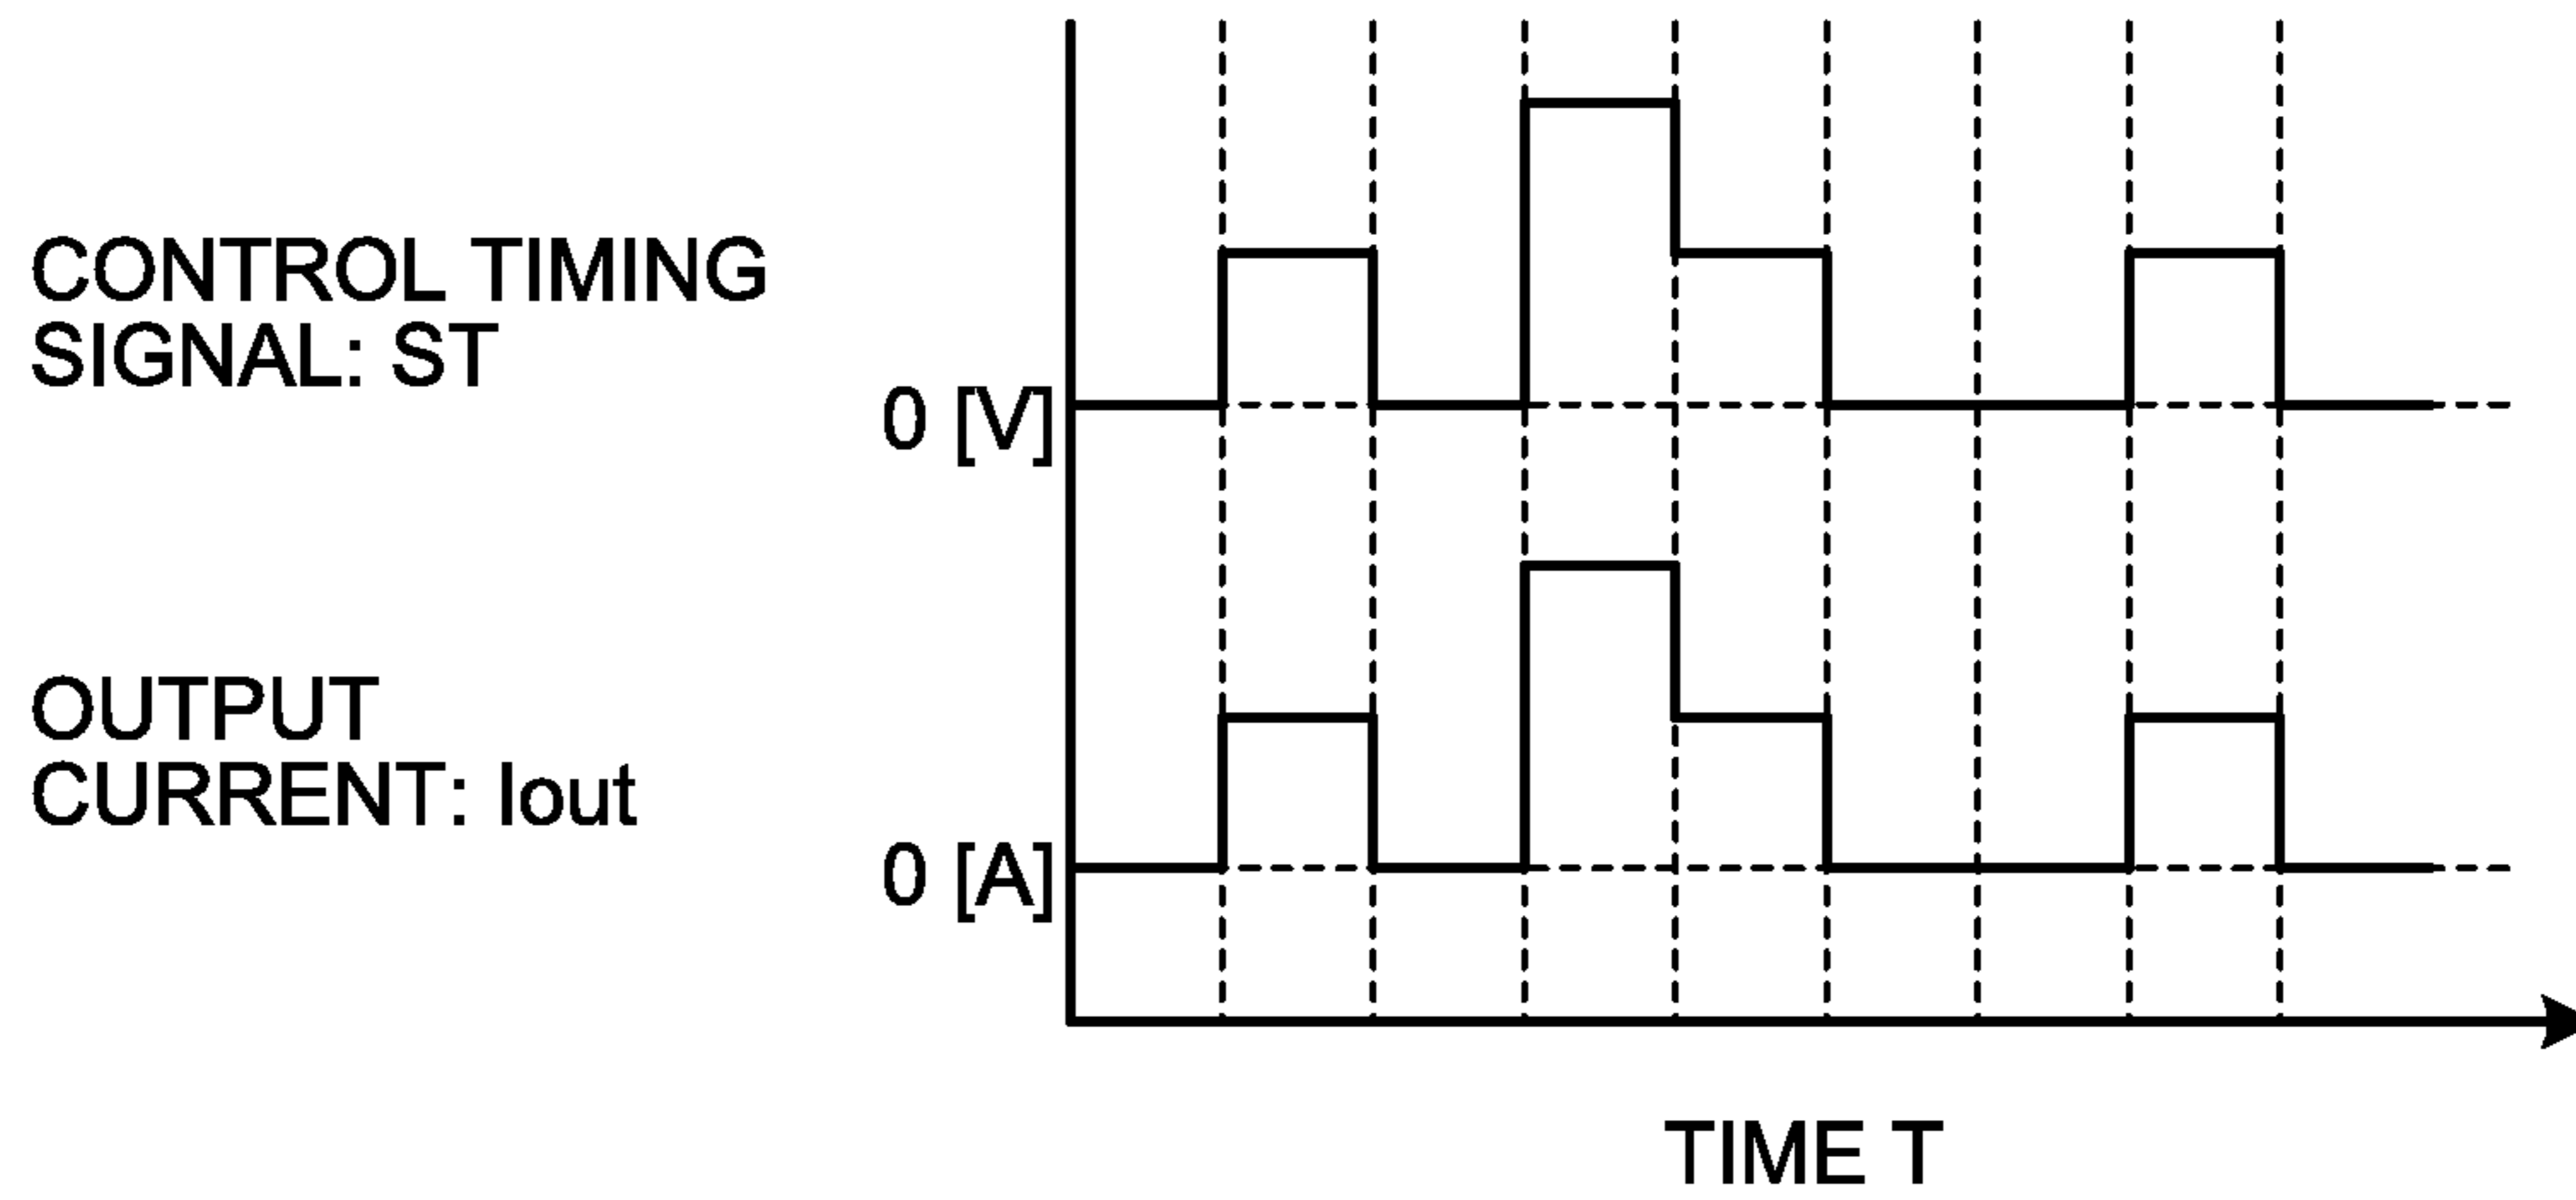 CONTROL TIMING
SIGNAL: ST
0 [V]
OUTPUT
CURRENT: Iout
0 [A]
TIME T